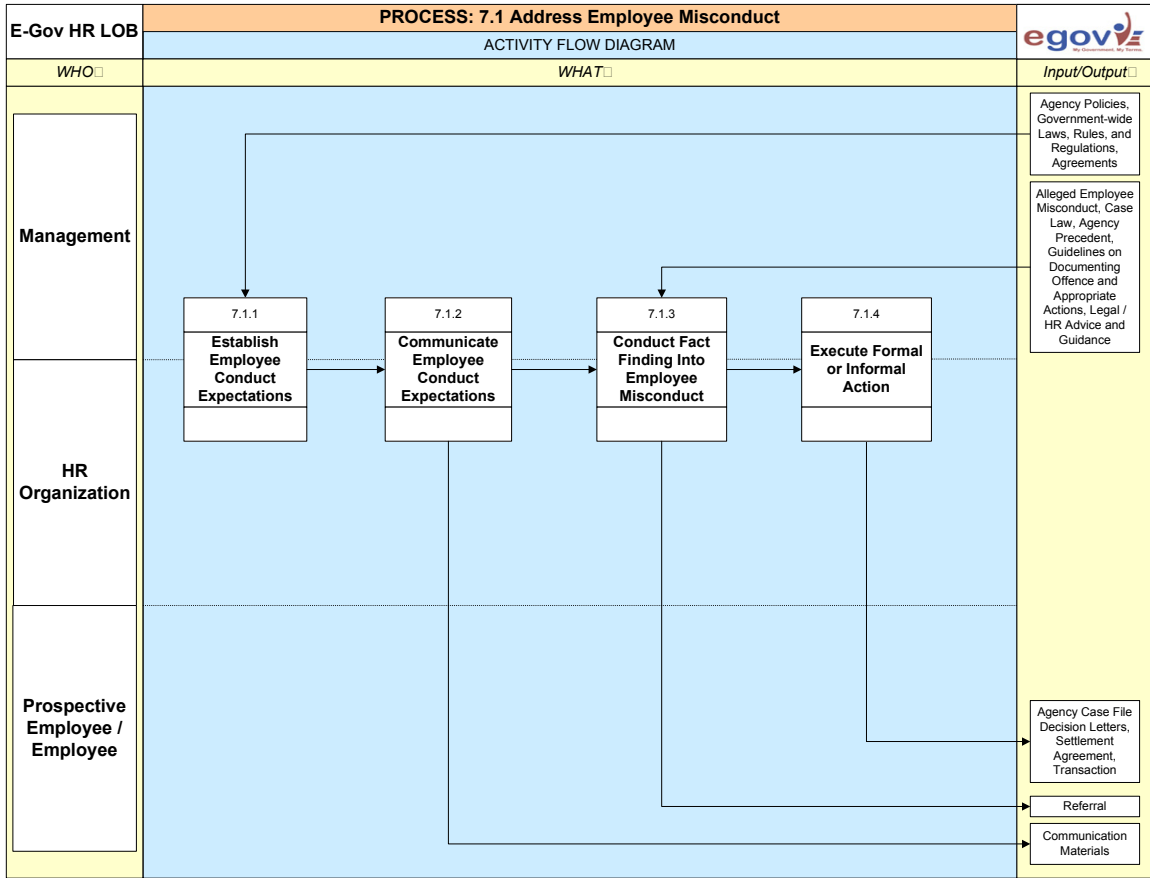 E-Gov HR LOB
PROCESS: 7.1 Address Employee Misconduct
ACTIVITY FLOW DIAGRAM
egov
My Government. My Terms.
WHO□
WHAT□
Input/Output□
Management
HR
Organization
Prospective
Employee /
Employee
7.1.1
Establish
Employee
Conduct
Expectations
7.1.2
Communicate
Employee
Conduct
Expectations
7.1.3
Conduct Fact
Finding Into
Employee
Misconduct
7.1.4
Execute Formal
or Informal
Action
Agency Policies,
Government-wide
Laws, Rules, and
Regulations,
Agreements
Alleged Employee
Misconduct, Case
Law, Agency
Precedent,
Guidelines on
Documenting
Offence and
Appropriate
Actions, Legal /
HR Advice and
Guidance
Agency Case File
Decision Letters,
Settlement
Agreement,
Transaction
Referral
Communication
Materials